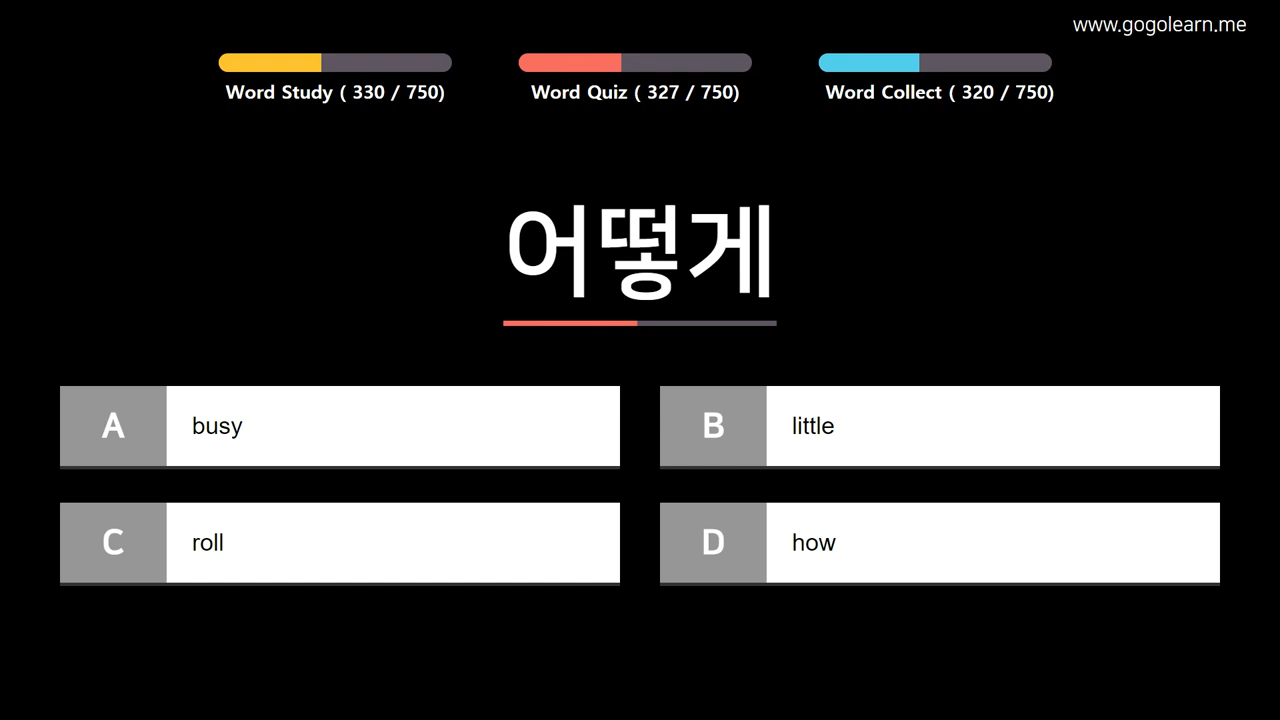 www.gogolearn.me
Word Study ( 330 / 750)
Word Quiz ( 327 / 750)
Word Collect ( 320 / 750)
어떻게
A busy
B little
C roll
D how